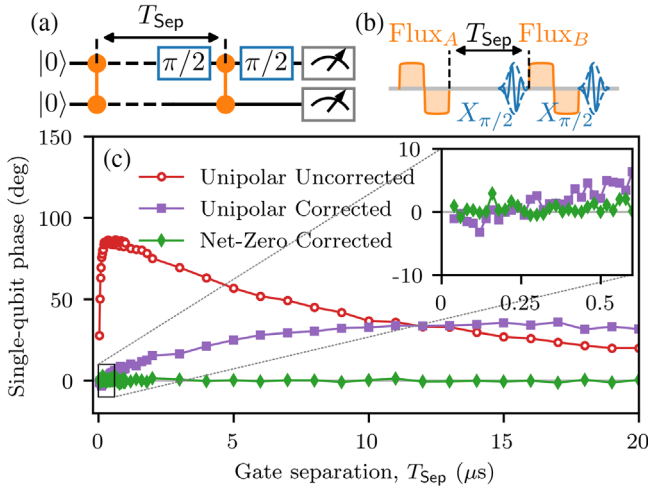 (a)
T_Sep
|0⟩
π/2
π/2
|0⟩
(b)
Flux_A
T_Sep
Flux_B
X_π/2
X_π/2
(c)
Unipolar Uncorrected
Unipolar Corrected
Net-Zero Corrected
10
0
-10
0
0.25
0.5
Single-qubit phase (deg)
150
100
50
0
0
5
10
15
20
Gate separation, T_Sep (μs)